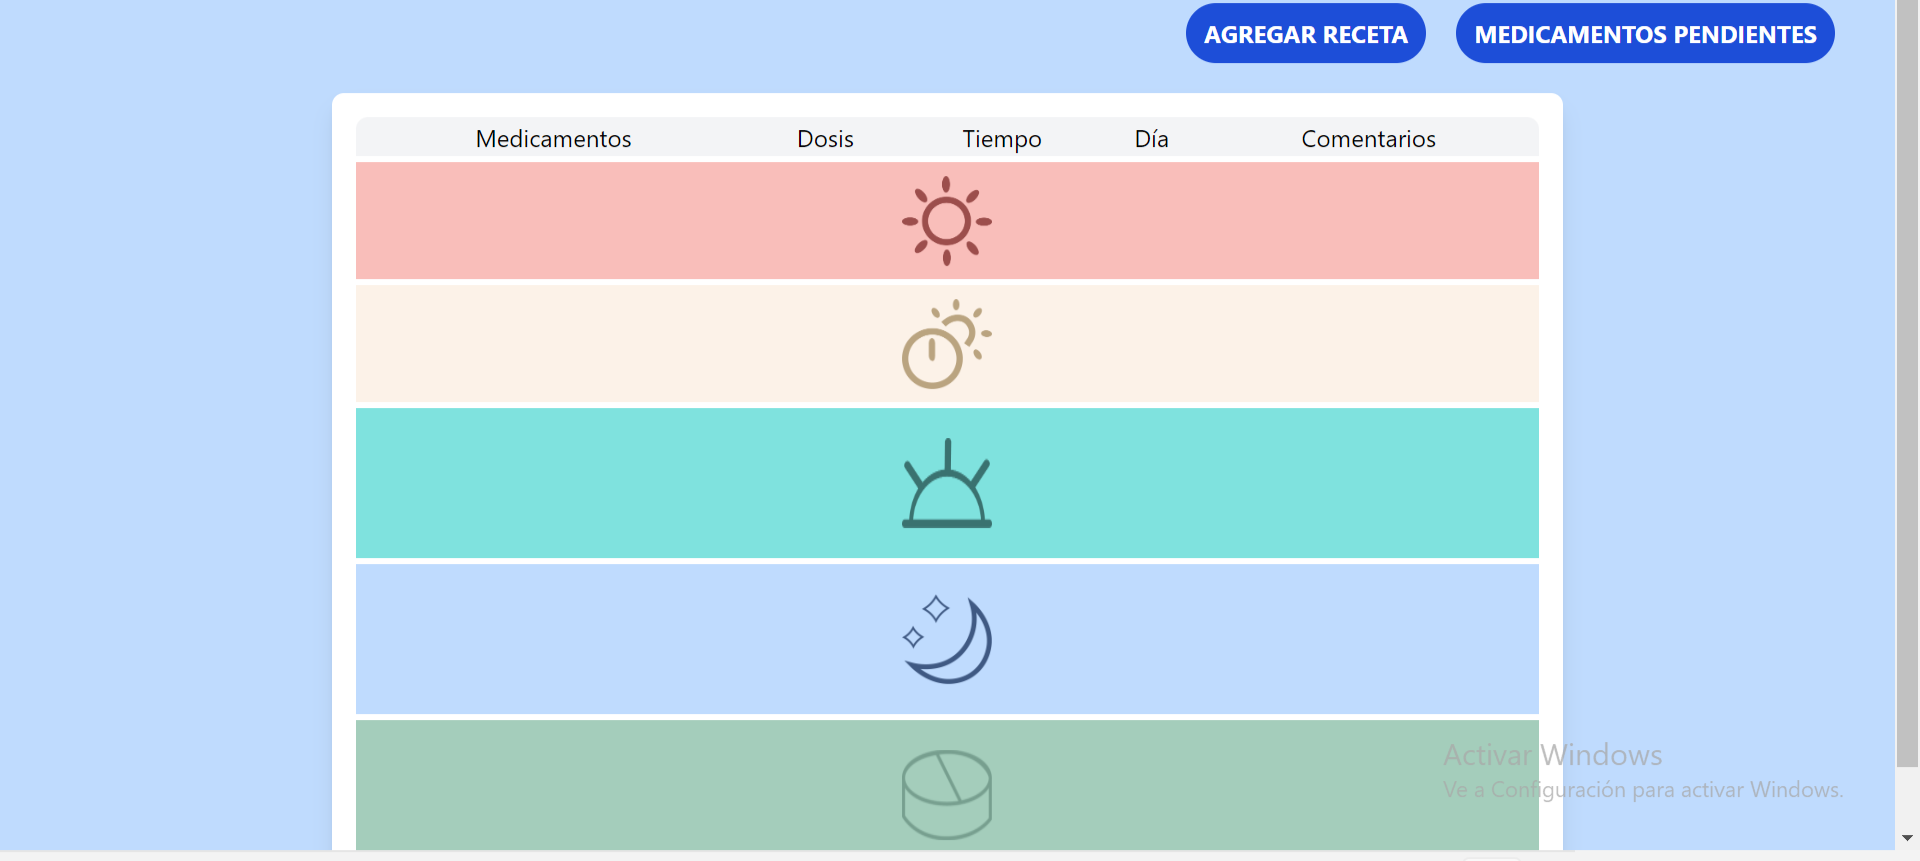 AGREGAR RECETA
MEDICAMENTOS PENDIENTES
Medicamentos Dosis Tiempo Día Comentarios
Activar Windows
Ve a Configuración para activar Windows.